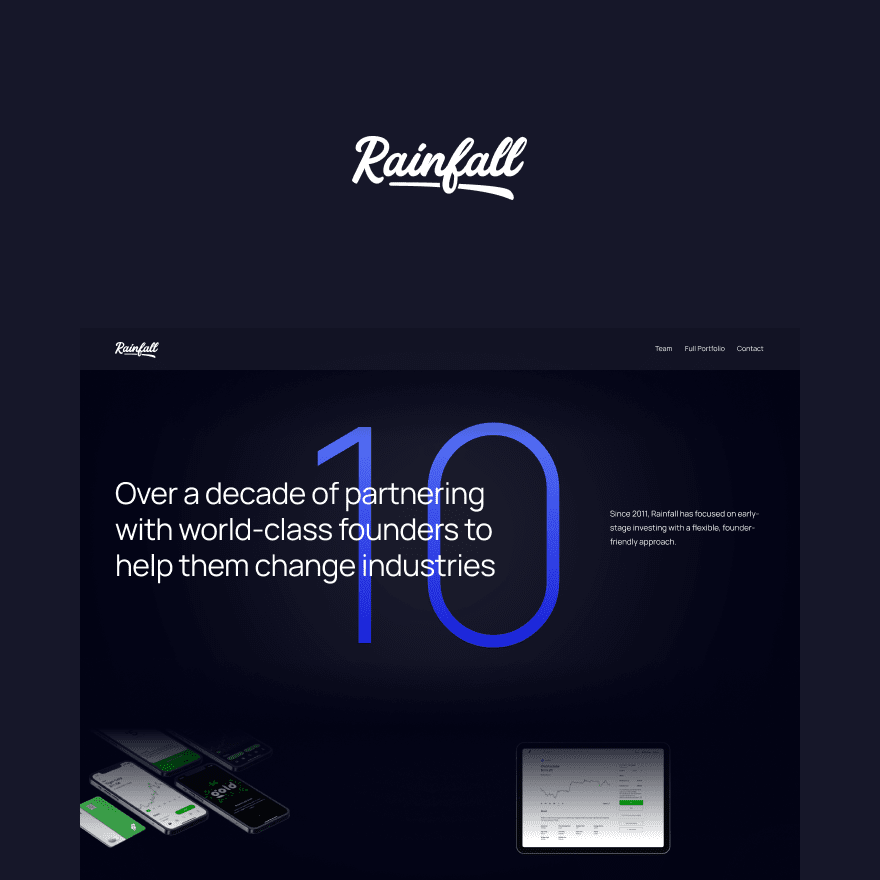 Rainfall
Rainfall
Team Full Portfolio Contact
10
Over a decade of partnering
with world-class founders to
help them change industries
Since 2011, Rainfall has focused on early-
stage investing with a flexible, founder-
friendly approach.
gold